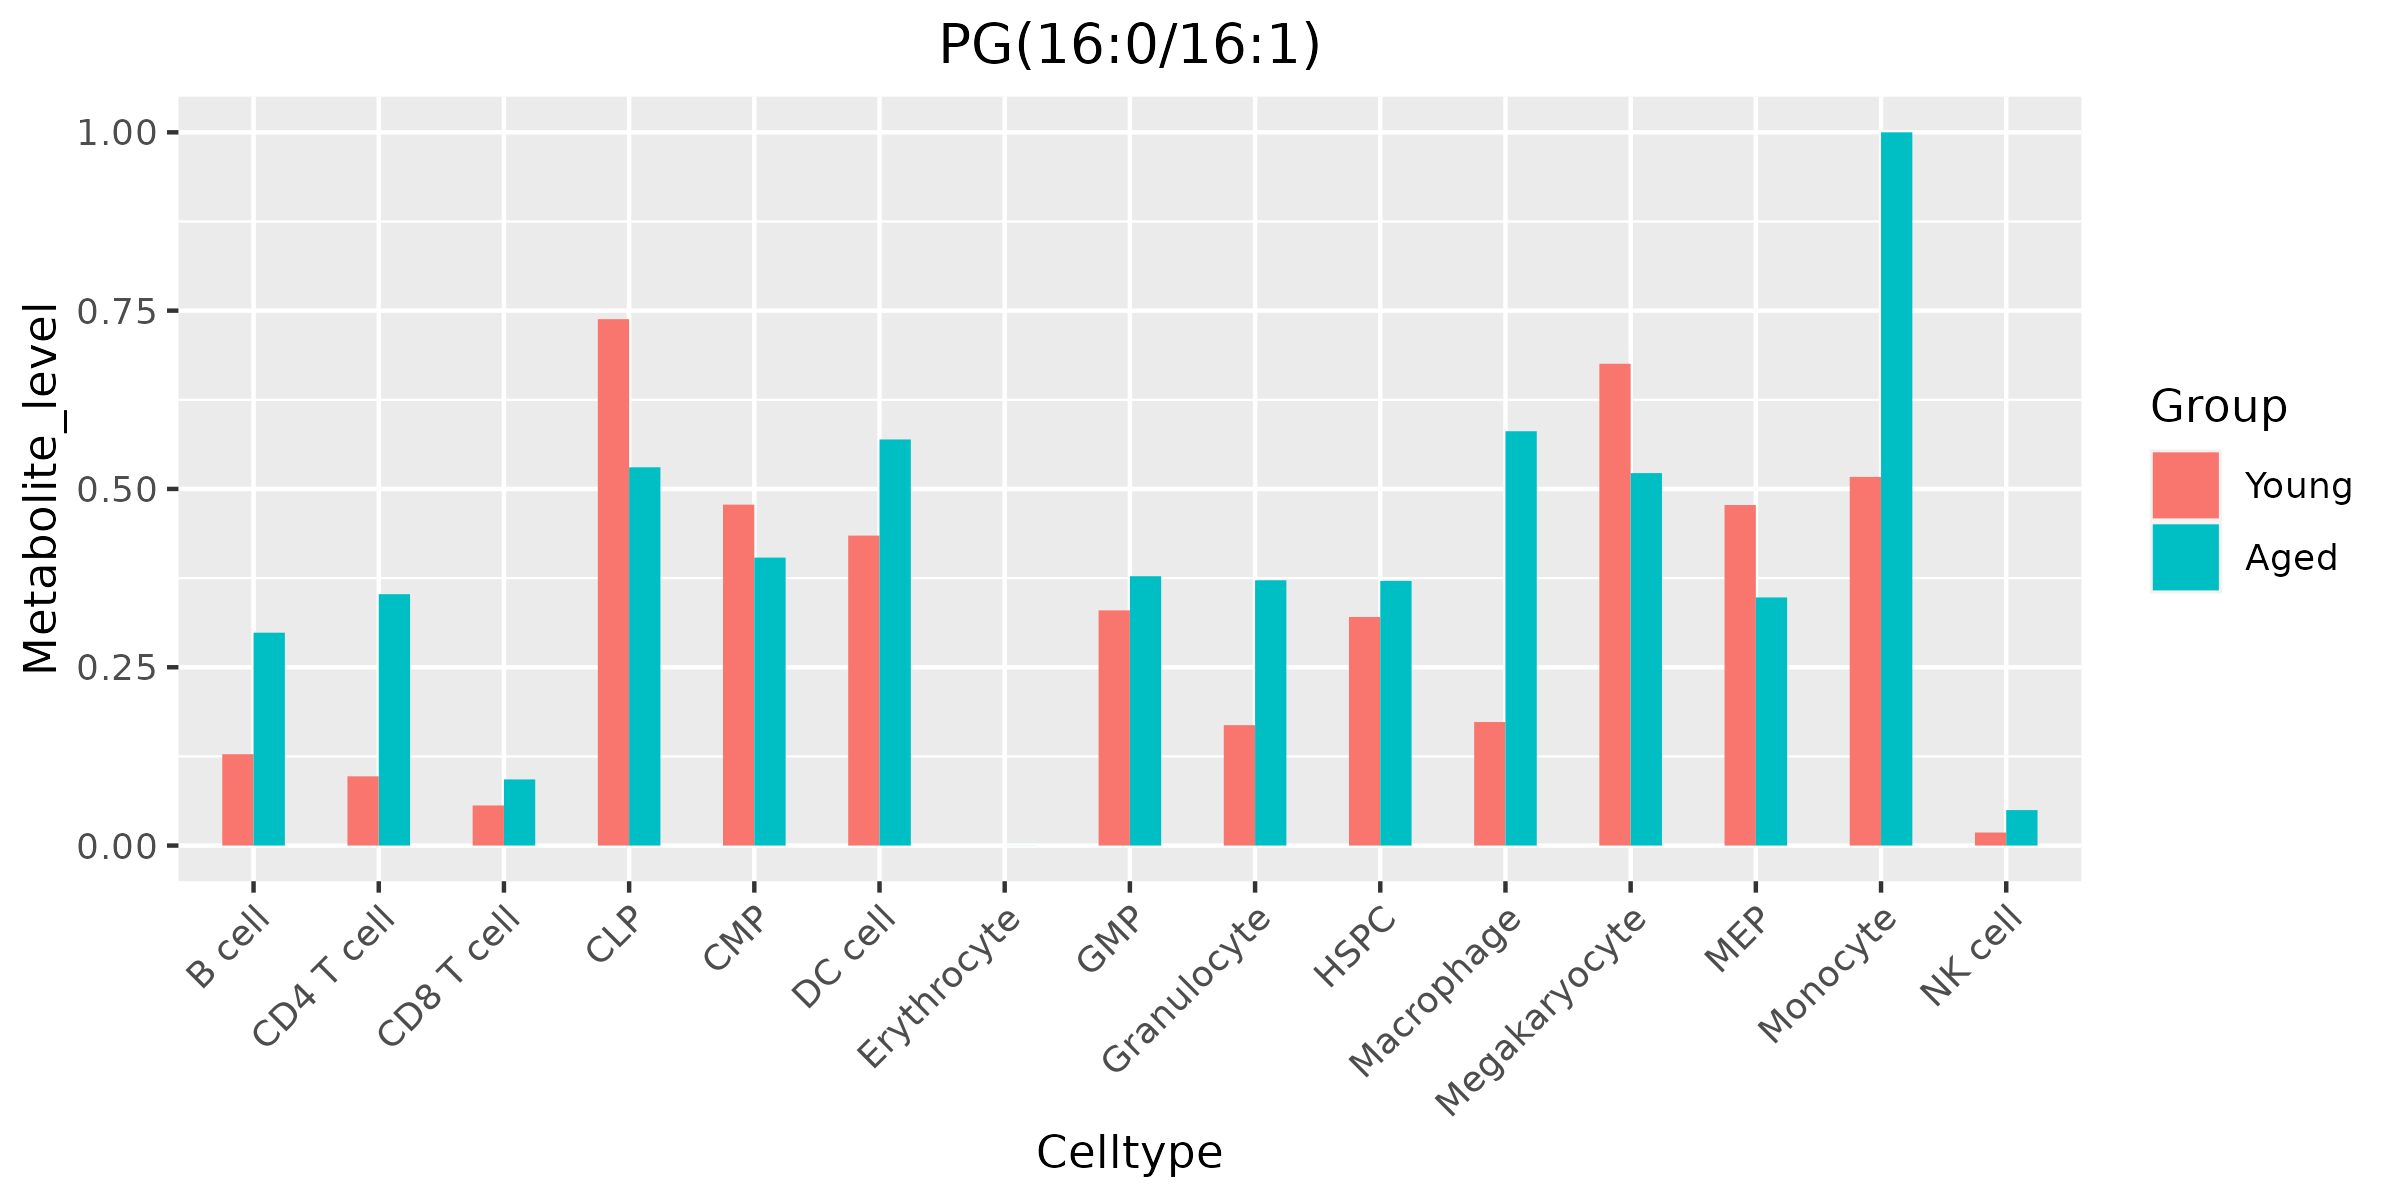 PG(16:0/16:1)
Metabolite_level
1.00
0.75
0.50
0.25
0.00
B cell
CD4 T cell
CD8 T cell
CLP
CMP
DC cell
Erythrocyte
GMP
Granulocyte
HSPC
Macrophage
Megakaryocyte
MEP
Monocyte
NK cell
Celltype
Group
Young
Aged